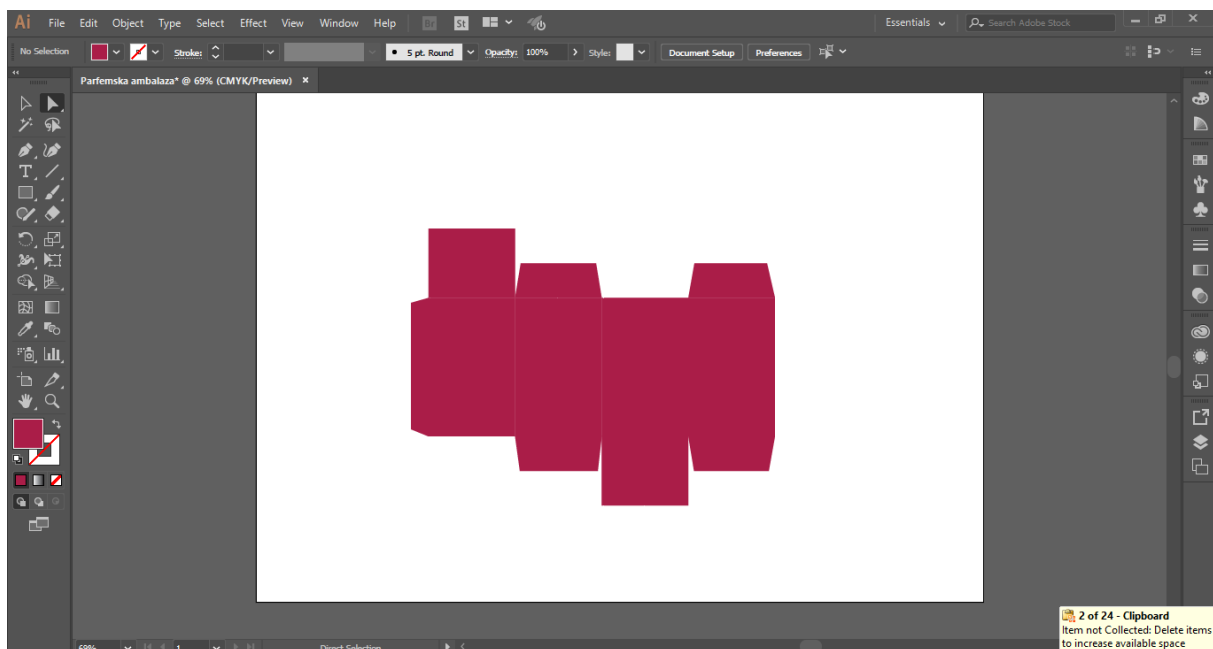 Ai File Edit Object Type Select Effect View Window Help Br St Essentials Search Adobe Stock
No Selection Stroke: 5 pt. Round Opacity: 100% Style: Document Setup Preferences
Parfemska ambalaza* @ 69% (CMYK/Preview) ×
69% 1 Direct Selection
2 of 24 - Clipboard
Item not Collected: Delete items
to increase available space